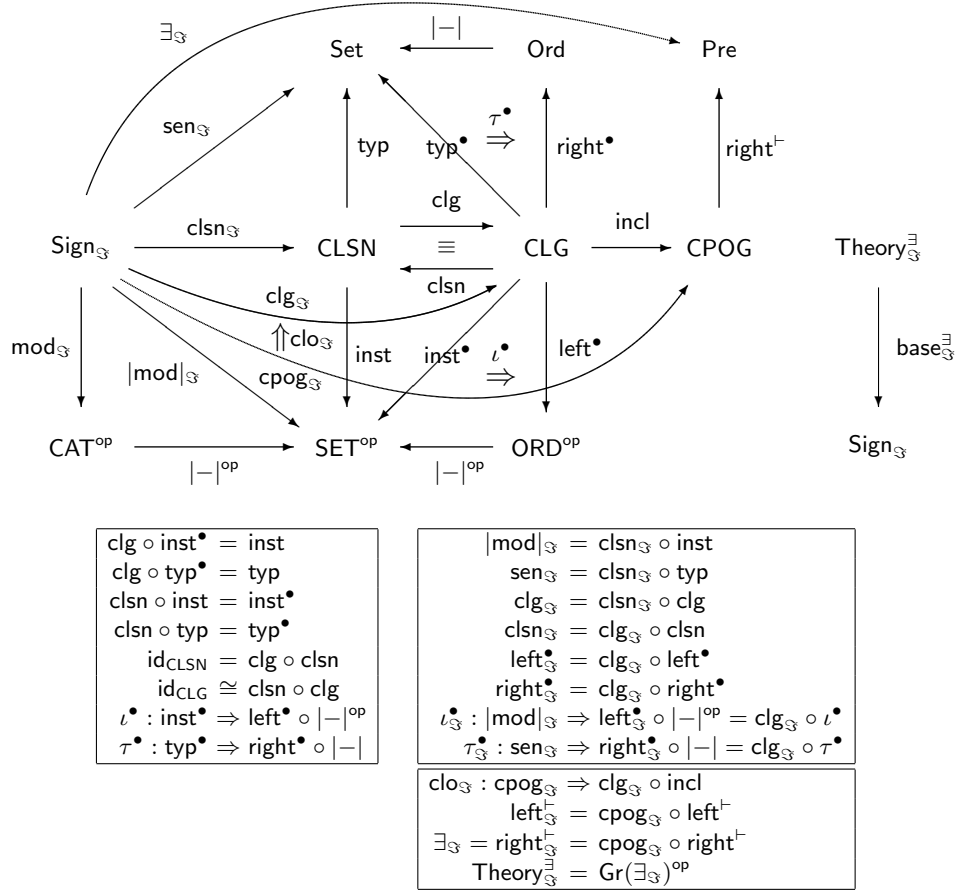 ∃ℑ
|−|
Set
Ord
Pre
senℑ
typ
typ•
τ•
⇒
right•
right⊢
clg
clsnℑ
incl
Signℑ
CLSN
≡
CLG
CPOG
Theory∃ℑ
clsn
clgℑ
⇑cloℑ
modℑ
|mod|ℑ
cpogℑ
inst
inst•
ι•
⇒
left•
base∃ℑ
CATop
SETop
ORDop
Signℑ
|−|op
|−|op
clg ∘ inst• = inst
clg ∘ typ• = typ
clsn ∘ inst = inst•
clsn ∘ typ = typ•
idCLSN = clg ∘ clsn
idCLG ≅ clsn ∘ clg
ι• : inst• ⇒ left• ∘ |−|op
τ• : typ• ⇒ right• ∘ |−|
|mod|ℑ = clsnℑ ∘ inst
senℑ = clsnℑ ∘ typ
clgℑ = clsnℑ ∘ clg
clsnℑ = clgℑ ∘ clsn
left•ℑ = clgℑ ∘ left•
right•ℑ = clgℑ ∘ right•
ι•ℑ : |mod|ℑ ⇒ left•ℑ ∘ |−|op = clgℑ ∘ ι•
τ•ℑ : senℑ ⇒ right•ℑ ∘ |−| = clgℑ ∘ τ•
cloℑ : cpogℑ ⇒ clgℑ ∘ incl
left⊢ℑ = cpogℑ ∘ left⊢
∃ℑ = right⊢ℑ = cpogℑ ∘ right⊢
Theory∃ℑ = Gr(∃ℑ)op